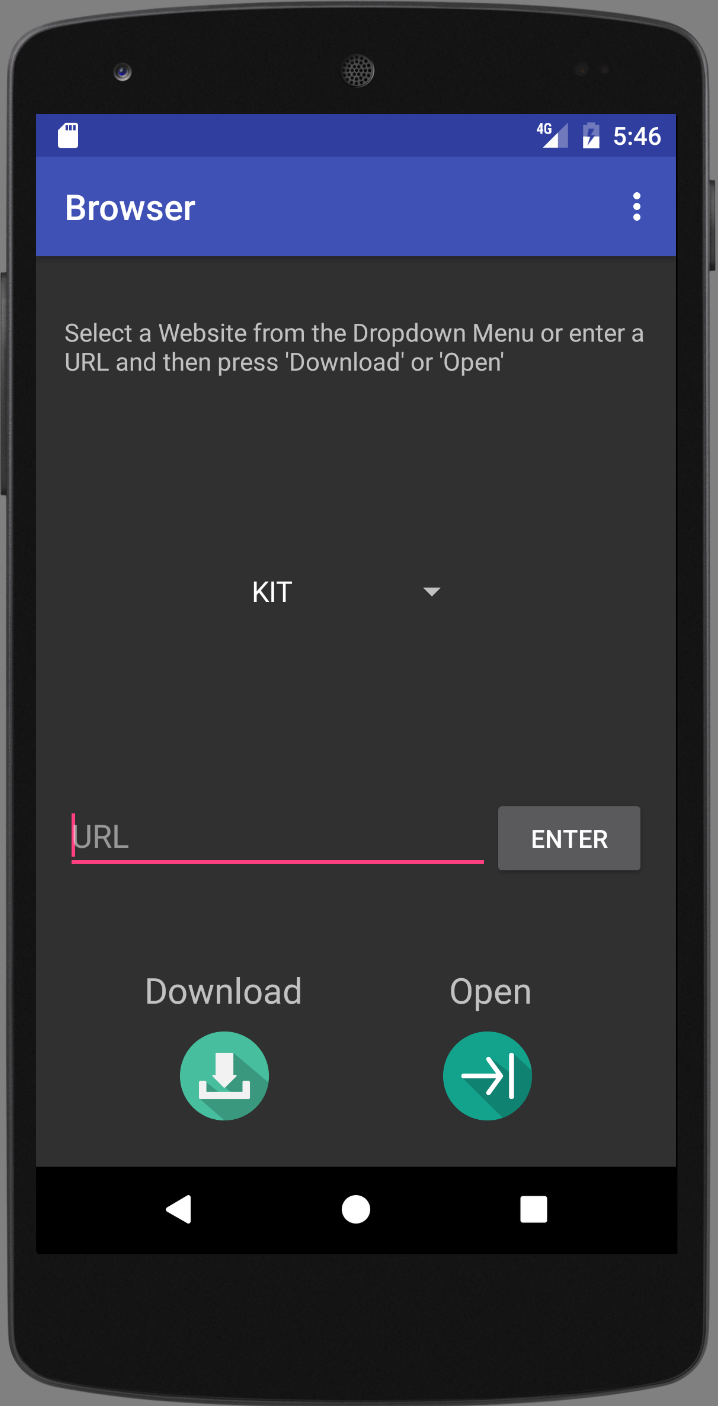 4G 5:46
Browser
Select a Website from the Dropdown Menu or enter a
URL and then press 'Download' or 'Open'
KIT
URL ENTER
Download Open